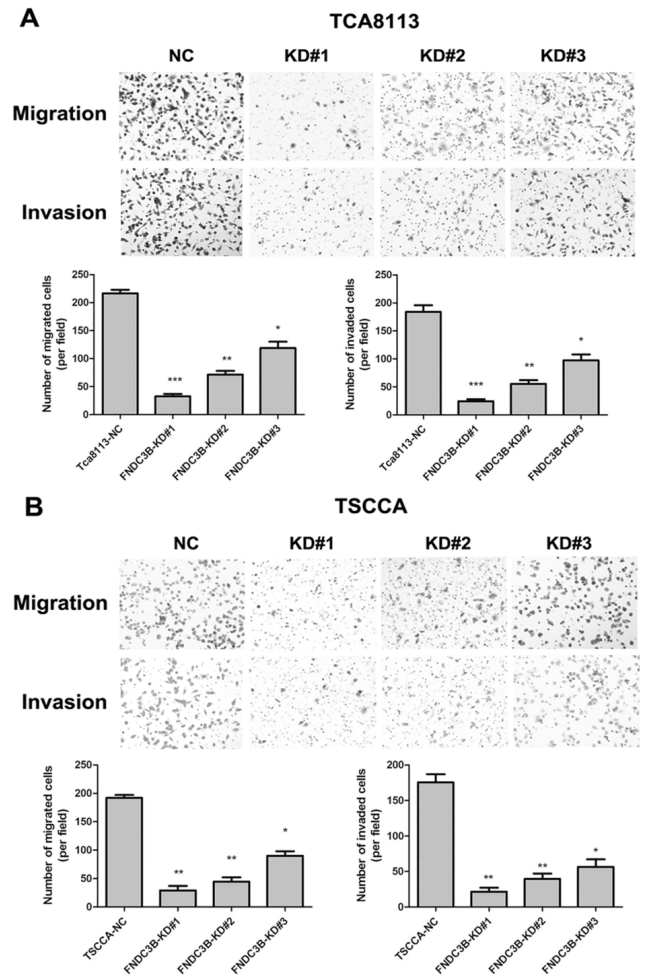 A
TCA8113
NC KD#1 KD#2 KD#3
Migration
Invasion
Number of migrated cells
(per field)
250
200
150
100
50
0
***
**
*
Tca8113-NC
FNDC3B-KD#1
FNDC3B-KD#2
FNDC3B-KD#3
Number of invaded cells
(per field)
250
200
150
100
50
0
***
**
*
Tca8113-NC
FNDC3B-KD#1
FNDC3B-KD#2
FNDC3B-KD#3
B
TSCCA
NC KD#1 KD#2 KD#3
Migration
Invasion
Number of migrated cells
(per field)
250
200
150
100
50
0
**
**
*
TSCCA-NC
FNDC3B-KD#1
FNDC3B-KD#2
FNDC3B-KD#3
Number of invaded cells
(per field)
200
150
100
50
0
**
**
*
TSCCA-NC
FNDC3B-KD#1
FNDC3B-KD#2
FNDC3B-KD#3